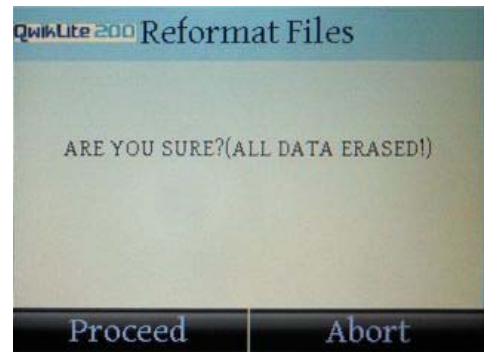 QwikLite 200 Reformat Files
ARE YOU SURE?(ALL DATA ERASED!)
Proceed Abort